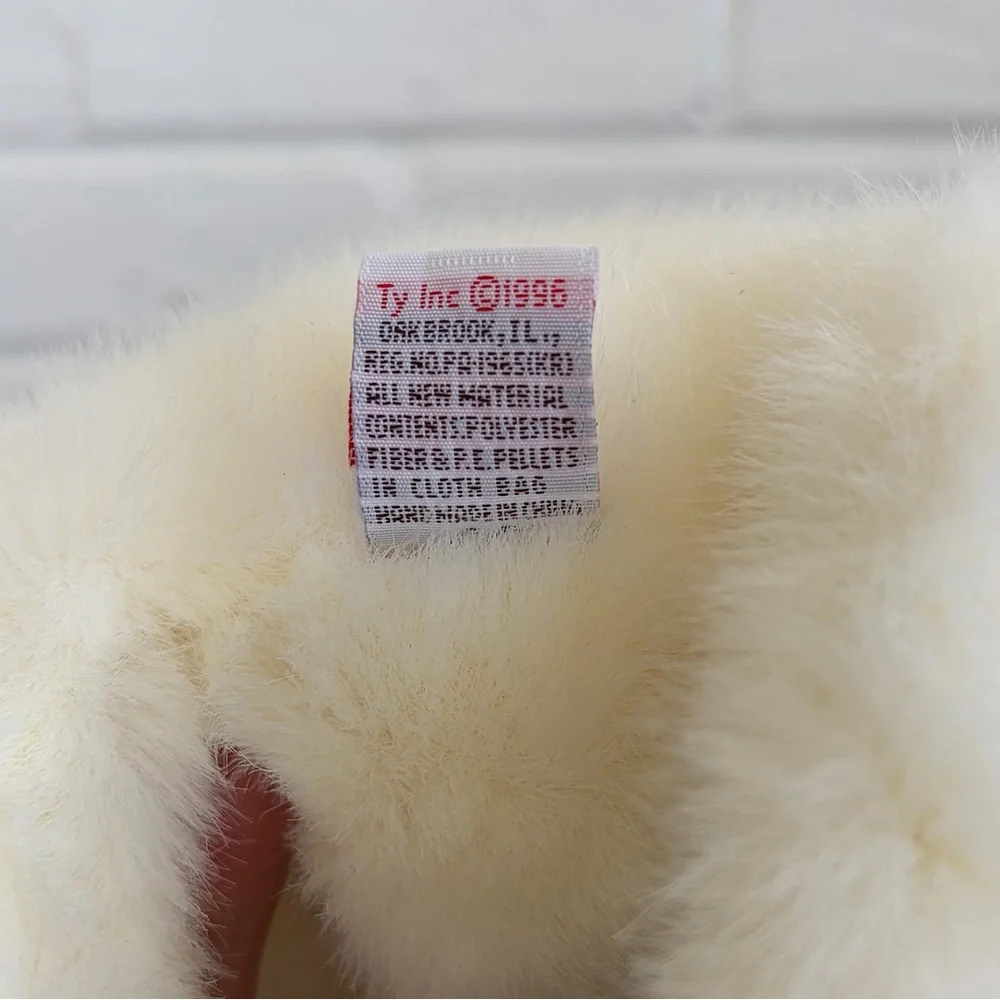 Ty Inc ©1996
OAKBROOK,IL.,
REG.NO.PA1965(KR)
ALL NEW MATERIAL
CONTENTS:POLYESTER
FIBER & P.E.PELLETS
IN CLOTH BAG
HAND MADE IN CHINA